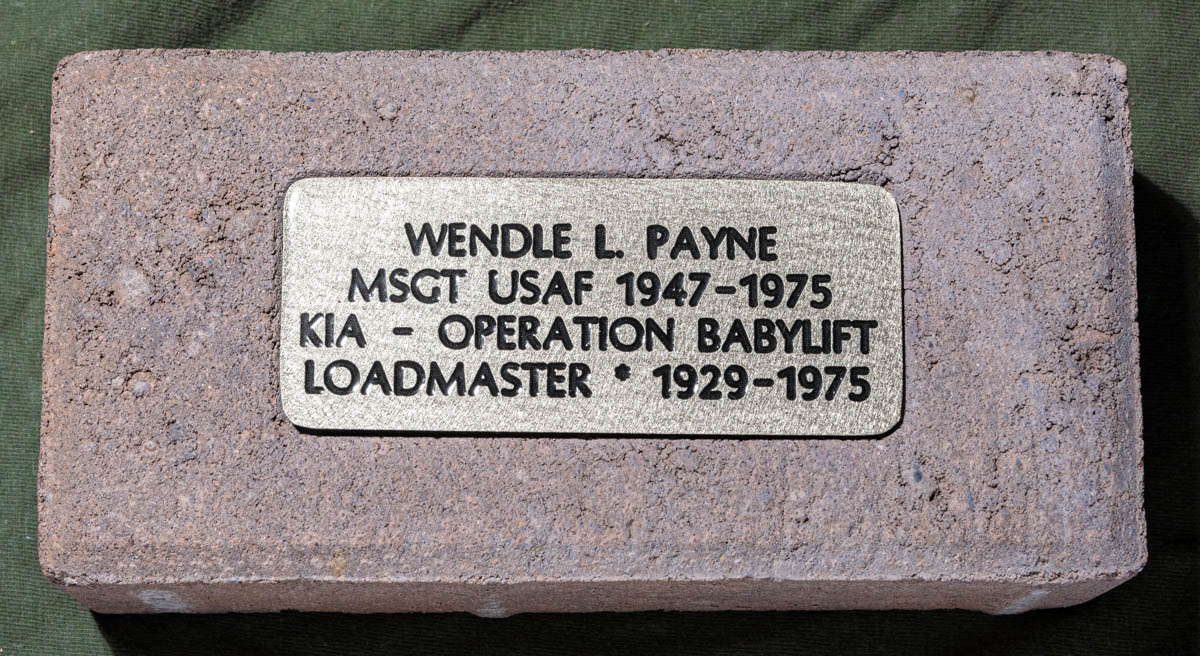 WENDLE L. PAYNE
MSGT USAF 1947-1975
KIA - OPERATION BABYLIFT
LOADMASTER * 1929-1975